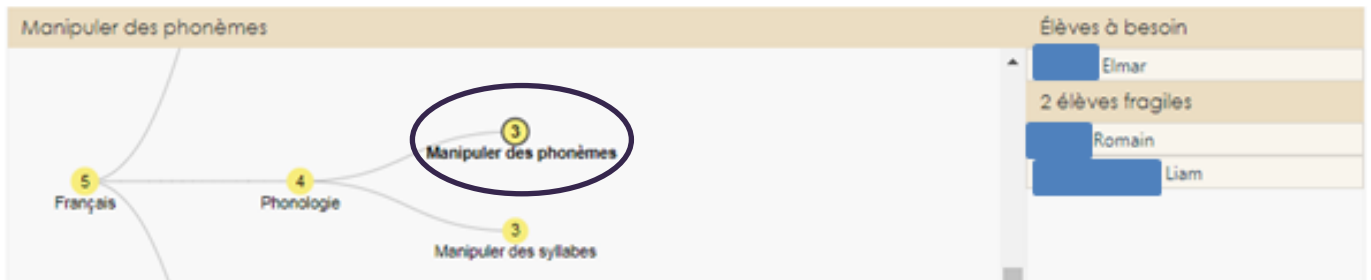 Manipuler des phonèmes
5
Français
4
Phonologie
3
Manipuler des phonèmes
3
Manipuler des syllabes
Élèves à besoin
Elmar
2 élèves fragiles
Romain
Liam